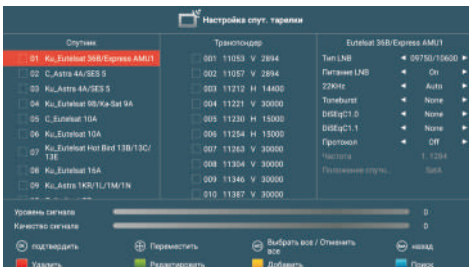 Настройка спут. тарелки
Спутник
01 Ku_Eutelsat 36B/Express AMU1
02 C_Astra 4A/SES 5
03 Ku_Astra 4A/SES 5
04 Ku_Eutelsat 9B/Ka-Sat 9A
05 C_Eutelsat 10A
06 Ku_Eutelsat 10A
07 Ku_Eutelsat Hot Bird 13B/13C/
13E
08 Ku_Eutelsat 16A
09 Ku_Astra 1KR/1L/1M/1N
Транспондер
001 11053 V 2894
002 11057 V 2894
003 11212 H 14400
004 11221 V 30000
005 11230 H 15000
006 11254 H 15000
007 11263 V 30000
008 11304 V 30000
009 11346 V 30000
010 11387 V 30000
Eutelsat 36B/Express AMU1
Тип LNB 09750/10600
Питание LNB On
22KHz Auto
Toneburst None
DiSEqC1.0 None
DiSEqC1.1 None
Протокол Off
Частота
Положение спутн..
Уровень сигнала 0
Качество сигнала 0
OK подтвердить
Переместить
Выбрать все / Отменить
все
назад
Удалить
Редактировать
Добавить
Поиск